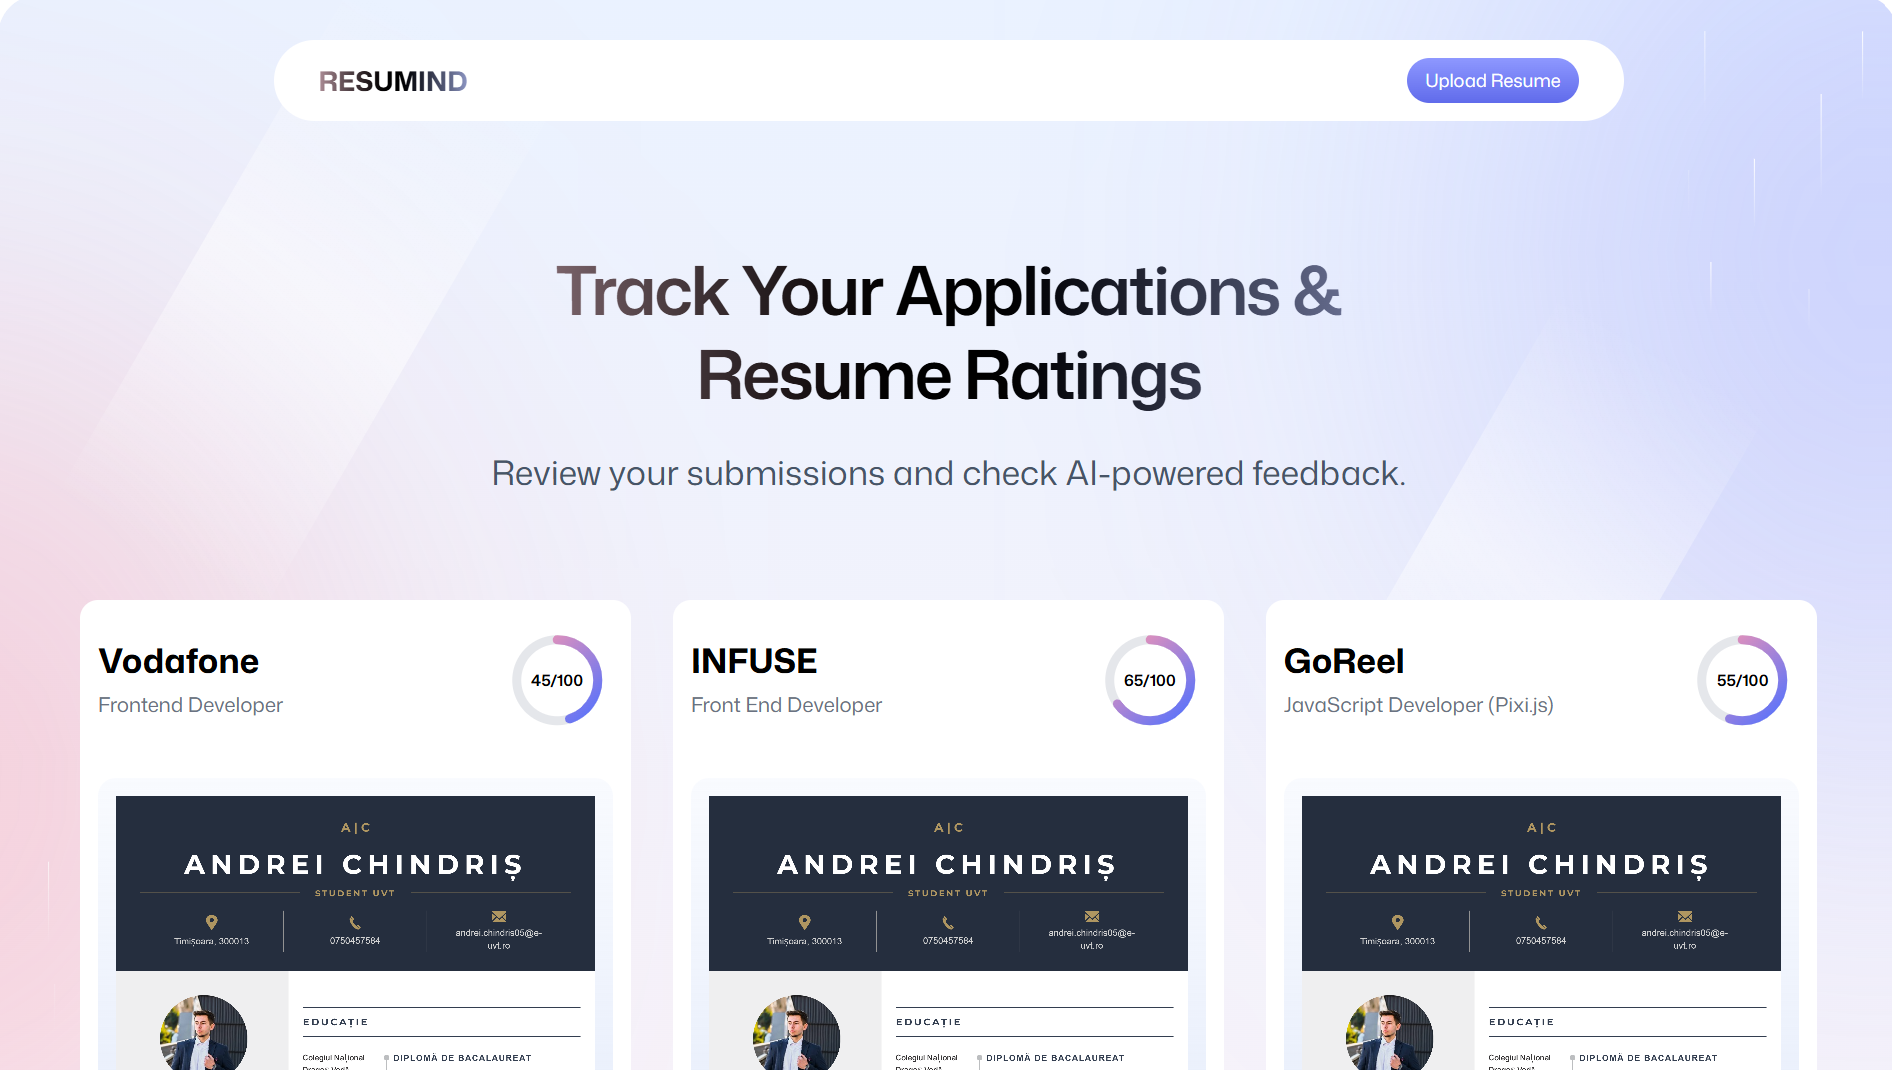 RESUMIND
Upload Resume
Track Your Applications &
Resume Ratings
Review your submissions and check AI-powered feedback.
Vodafone
Frontend Developer
45/100
A|C
ANDREI CHINDRIȘ
STUDENT UVT
Timișoara, 300013
0750457584
andrei.chindris05@e-
uvt.ro
EDUCAȚIE
Colegiul Național
DIPLOMĂ DE BACALAUREAT
INFUSE
Front End Developer
65/100
A|C
ANDREI CHINDRIȘ
STUDENT UVT
Timișoara, 300013
0750457584
andrei.chindris05@e-
uvt.ro
EDUCAȚIE
Colegiul Național
DIPLOMĂ DE BACALAUREAT
GoReel
JavaScript Developer (Pixi.js)
55/100
A|C
ANDREI CHINDRIȘ
STUDENT UVT
Timișoara, 300013
0750457584
andrei.chindris05@e-
uvt.ro
EDUCAȚIE
Colegiul Național
DIPLOMĂ DE BACALAUREAT